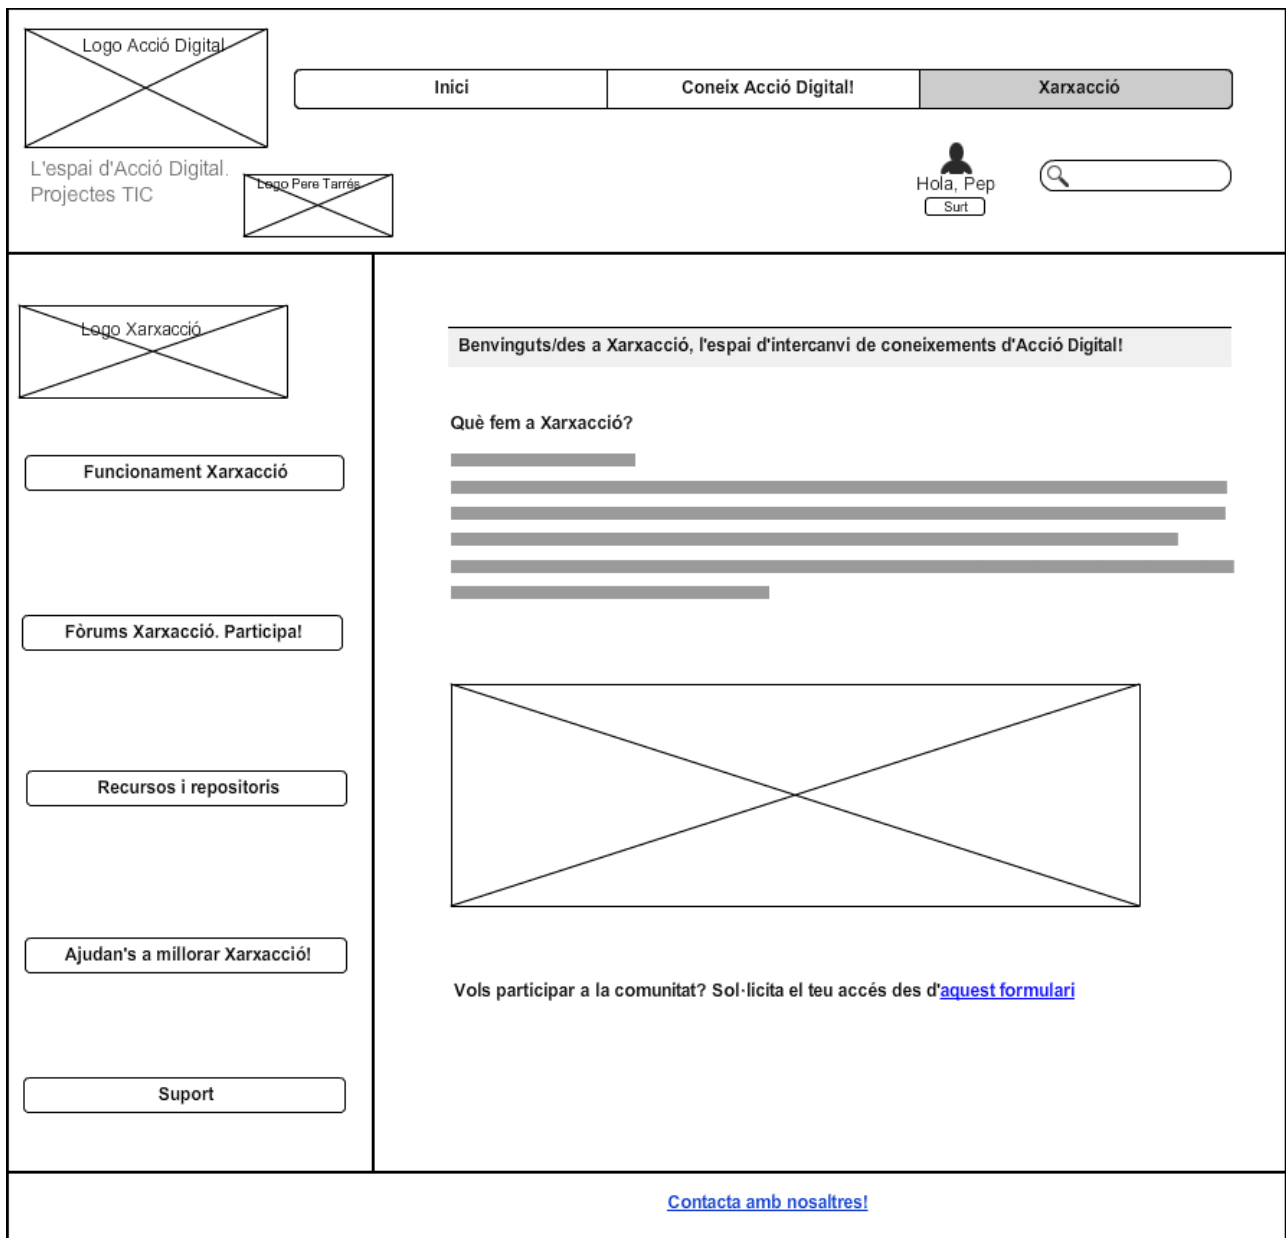 Logo Acció Digital
Inici
Coneix Acció Digital!
Xarxacció
L'espai d'Acció Digital.
Projectes TIC
Logo Pere Tarrés
Hola, Pep
Surt
Logo Xarxacció
Funcionament Xarxacció
Fòrums Xarxacció. Participa!
Recursos i repositoris
Ajudan's a millorar Xarxacció!
Suport
Benvinguts/des a Xarxacció, l'espai d'intercanvi de coneixements d'Acció Digital!
Què fem a Xarxacció?
Vols participar a la comunitat? Sol·licita el teu accés des d'aquest formulari
Contacta amb nosaltres!